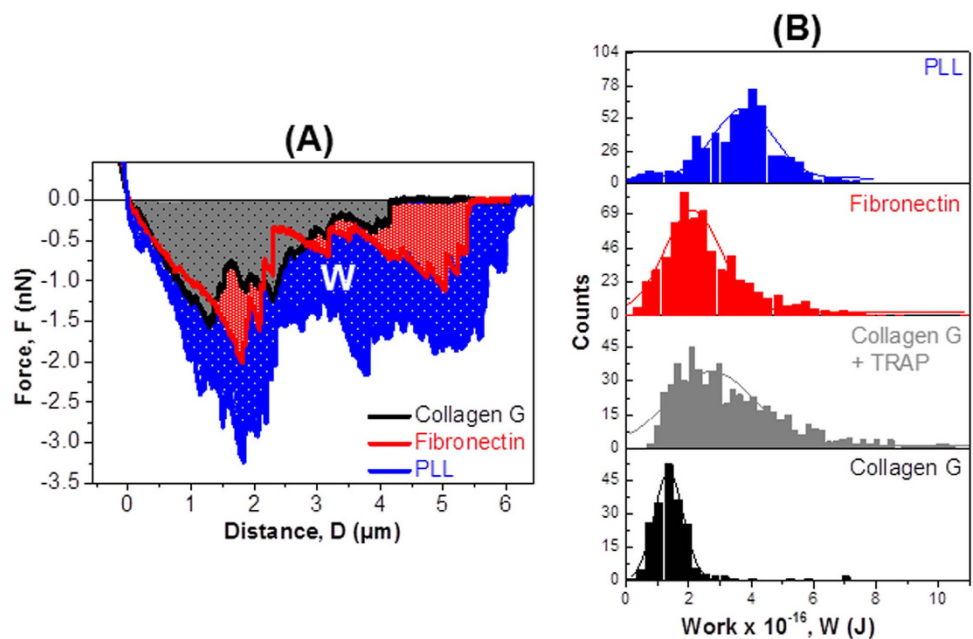 (A)
0.0
-0.5
-1.0
-1.5
-2.0
-2.5
-3.0
-3.5
Force, F (nN)
W
Collagen G
Fibronectin
PLL
0 1 2 3 4 5 6
Distance, D (µm)
(B)
104
78
52
26
0
PLL
69
46
23
0
Fibronectin
45
30
15
0
Collagen G
+ TRAP
45
30
15
0
Collagen G
Counts
0 2 4 6 8 10
Work x 10-16, W (J)